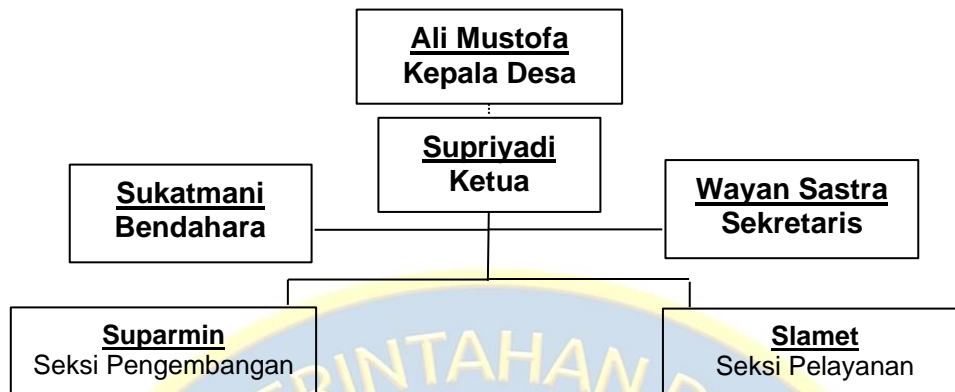 Ali Mustofa
Kepala Desa
Supriyadi
Ketua
Sukatmani
Bendahara
Wayan Sastra
Sekretaris
Suparmin
Seksi Pengembangan
Slamet
Seksi Pelayanan